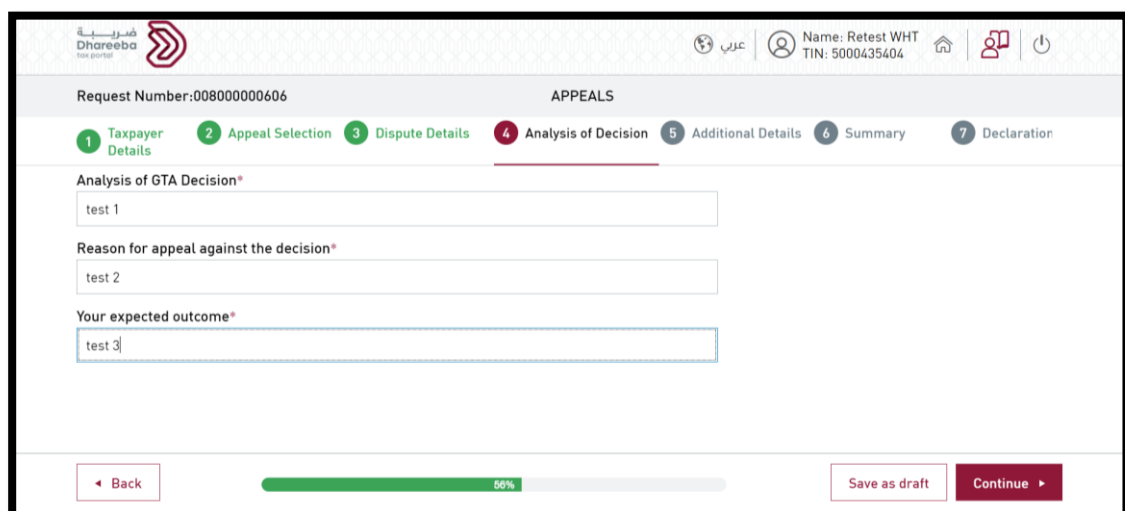 ضريبة
Dhareeba
tax portal
عربي
Name: Retest WHT
TIN: 5000435404
Request Number:008000000606
APPEALS
1 Taxpayer Details
2 Appeal Selection
3 Dispute Details
4 Analysis of Decision
5 Additional Details
6 Summary
7 Declaration
Analysis of GTA Decision*
test 1
Reason for appeal against the decision*
test 2
Your expected outcome*
test 3
Back
56%
Save as draft
Continue